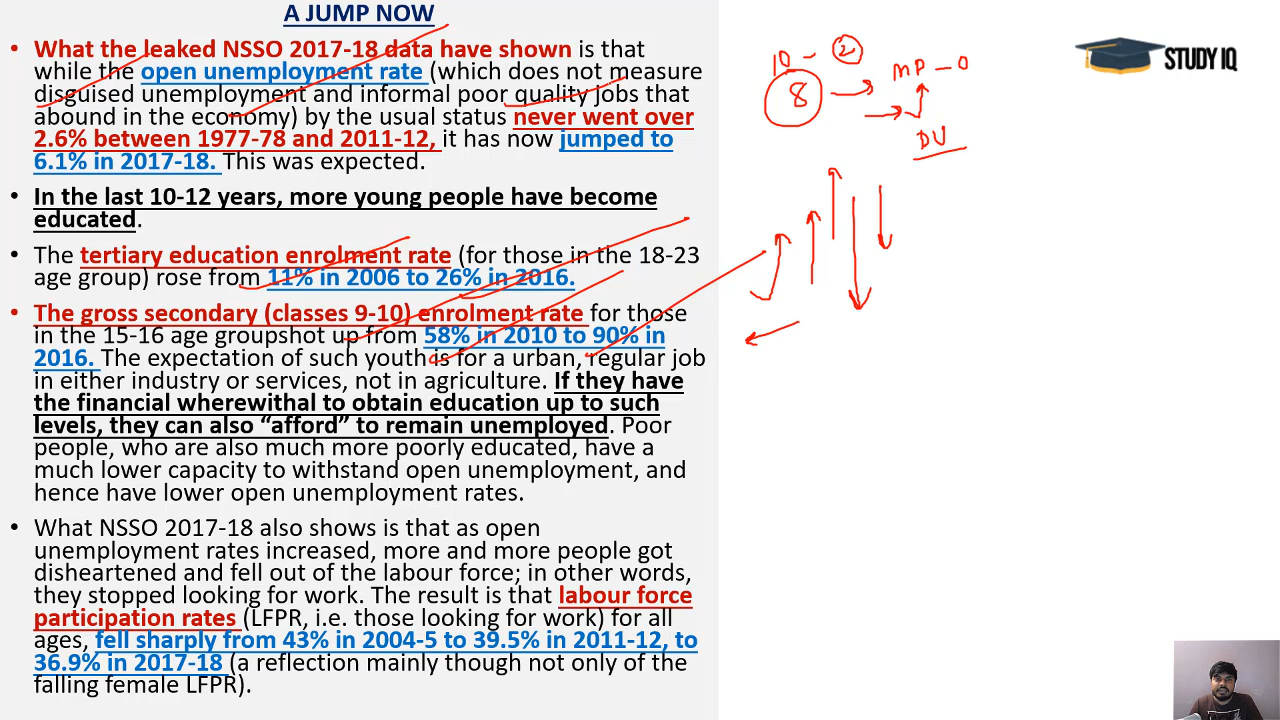 A JUMP NOW
• What the leaked NSSO 2017-18 data have shown is that
while the open unemployment rate (which does not measure
disguised unemployment and informal poor quality jobs that
abound in the economy) by the usual status never went over
2.6% between 1977-78 and 2011-12, it has now jumped to
6.1% in 2017-18. This was expected.
• In the last 10-12 years, more young people have become
educated.
• The tertiary education enrolment rate (for those in the 18-23
age group) rose from 11% in 2006 to 26% in 2016.
• The gross secondary (classes 9-10) enrolment rate for those
in the 15-16 age groupshot up from 58% in 2010 to 90% in
2016. The expectation of such youth is for a urban, regular job
in either industry or services, not in agriculture. If they have
the financial wherewithal to obtain education up to such
levels, they can also “afford” to remain unemployed. Poor
people, who are also much more poorly educated, have a
much lower capacity to withstand open unemployment, and
hence have lower open unemployment rates.
• What NSSO 2017-18 also shows is that as open
unemployment rates increased, more and more people got
disheartened and fell out of the labour force; in other words,
they stopped looking for work. The result is that labour force
participation rates (LFPR, i.e. those looking for work) for all
ages, fell sharply from 43% in 2004-5 to 39.5% in 2011-12, to
36.9% in 2017-18 (a reflection mainly though not only of the
falling female LFPR).
10 - 2
8 → MP - 0
DU
STUDY IQ